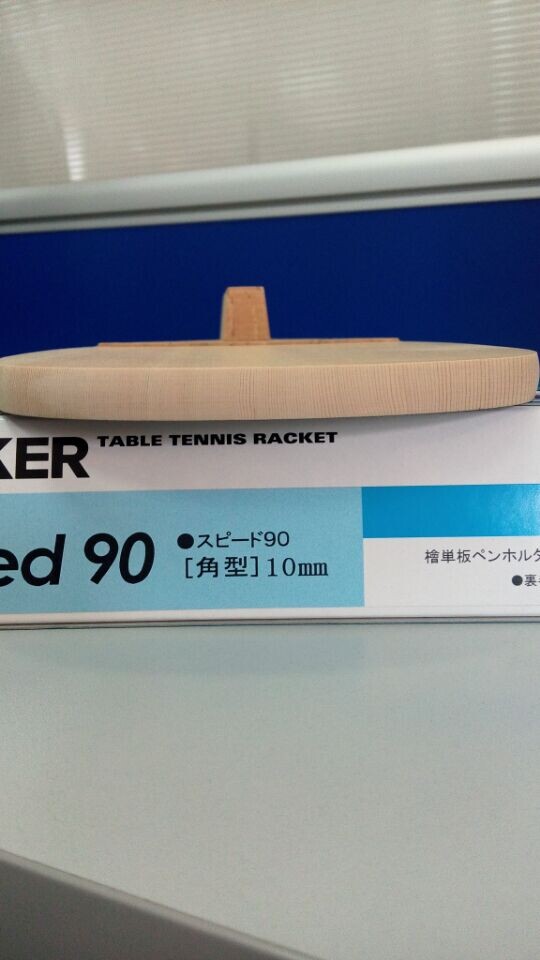 KER TABLE TENNIS RACKET
ed 90
●スピード90
[角型]10mm
檜単板ペンホルダ
●裏